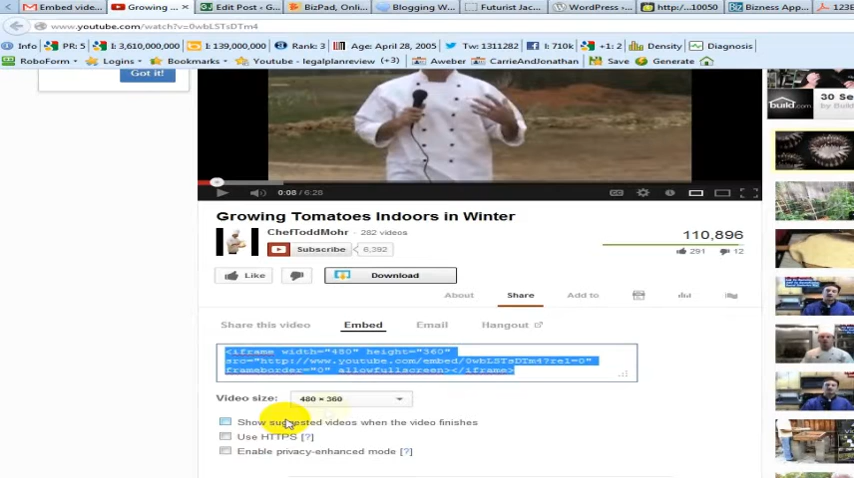 Embed vide...
Growing ...
BizPad, Onli...
Edit Post ‹ G...
Blogging W...
Futurist Jac...
WordPress › ...
http:/...10050
Bizness App...
123E
www.youtube.com/watch?v=0wbLSTsDTm4
Info PR: 5 I: 3,610,000,000 I: 139,000,000 Rank: 3 Age: April 28, 2005 Tw: 1311282 l: 710k +1: 2 Density Diagnosis
RoboForm Logins Bookmarks Youtube - legalplanreview (+3) Aweber CarrieAndJonathan Save Generate
Got it!
build.com
30 Se
by Build
0:08 / 6:28
Growing Tomatoes Indoors in Winter
ChefToddMohr · 282 videos
Subscribe 6,392
110,896
291 12
Like
Download
About Share Add to
Share this video Embed Email Hangout
<iframe width="480" height="360"
src="http://www.youtube.com/embed/0wbLSTsDTm4?rel=0"
frameborder="0" allowfullscreen></iframe>
Video size: 480 × 360
Show suggested videos when the video finishes
Use HTTPS [?]
Enable privacy-enhanced mode [?]